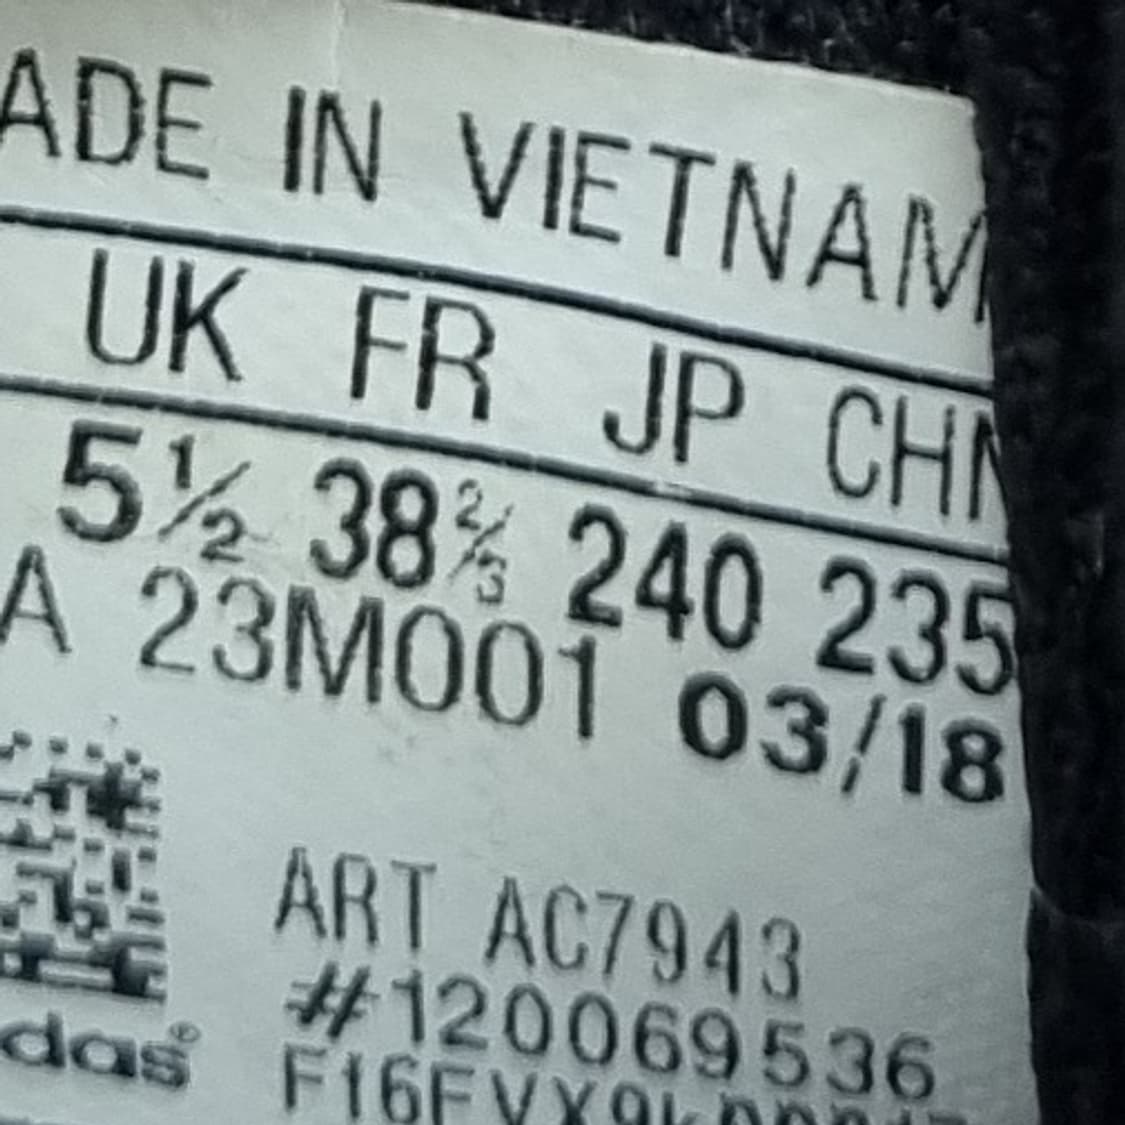 ADE IN VIETNAM
UK FR JP CHN
5½ 38⅔ 240 235
A 23M001 03/18
ART AC7943
#120069536
das®